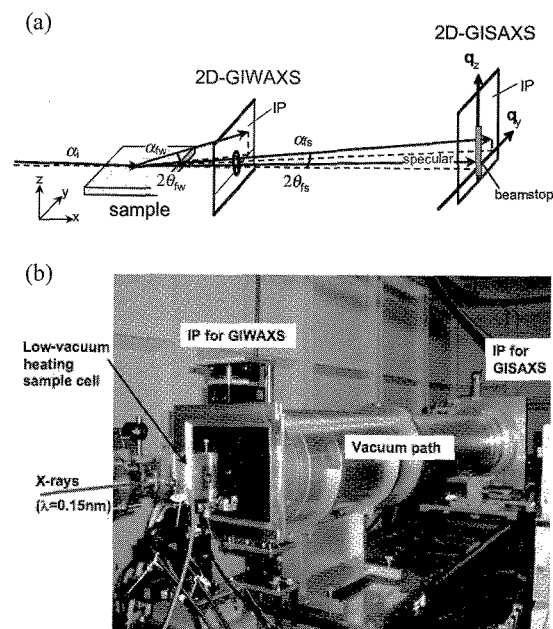 (a)
2D-GISAXS
q_z
IP
q_y
2D-GIWAXS
IP
α_i
α_fw
2θ_fw
α_fs
2θ_fs
specular
beamstop
z
y
x
sample
(b)
IP for GIWAXS
IP for
GISAXS
Low-vacuum
heating
sample cell
Vacuum path
X-rays
(λ=0.15nm)